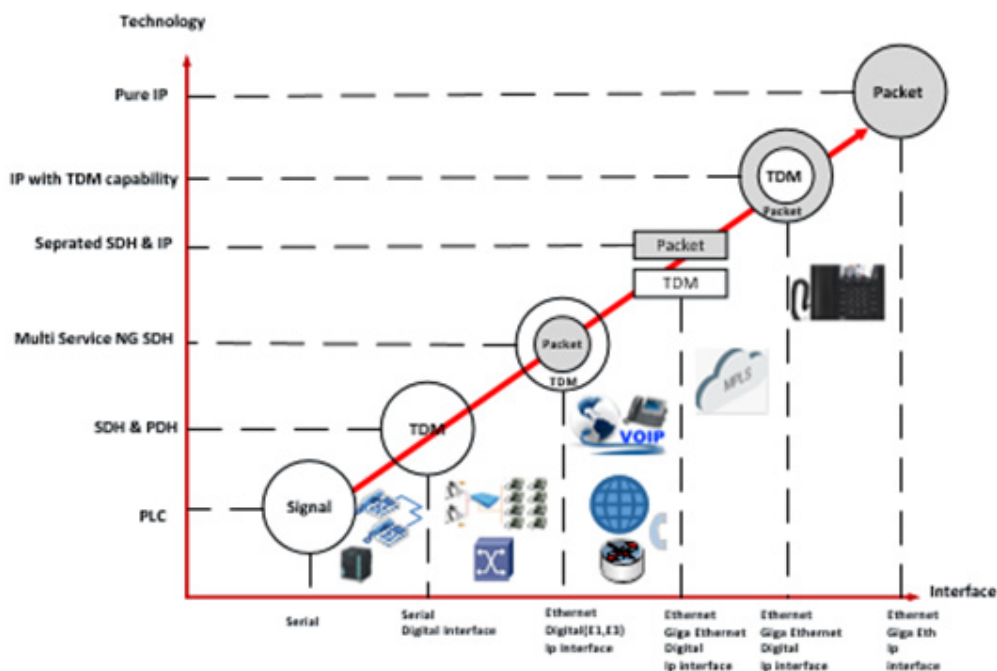 Technology
Pure IP
Packet
IP with TDM capability
TDM
Packet
Seprated SDH & IP
Packet
TDM
Multi Service NG SDH
Packet
TDM
MPLS
SDH & PDH
TDM
VOIP
PLC
Signal
Interface
Serial
Serial
Digital interface
Ethernet
Digital(E1,E3)
Ip interface
Ethernet
Giga Ethernet
Digital
Ip interface
Ethernet
Giga Ethernet
Digital
Ip interface
Ethernet
Giga Eth
Ip
interface